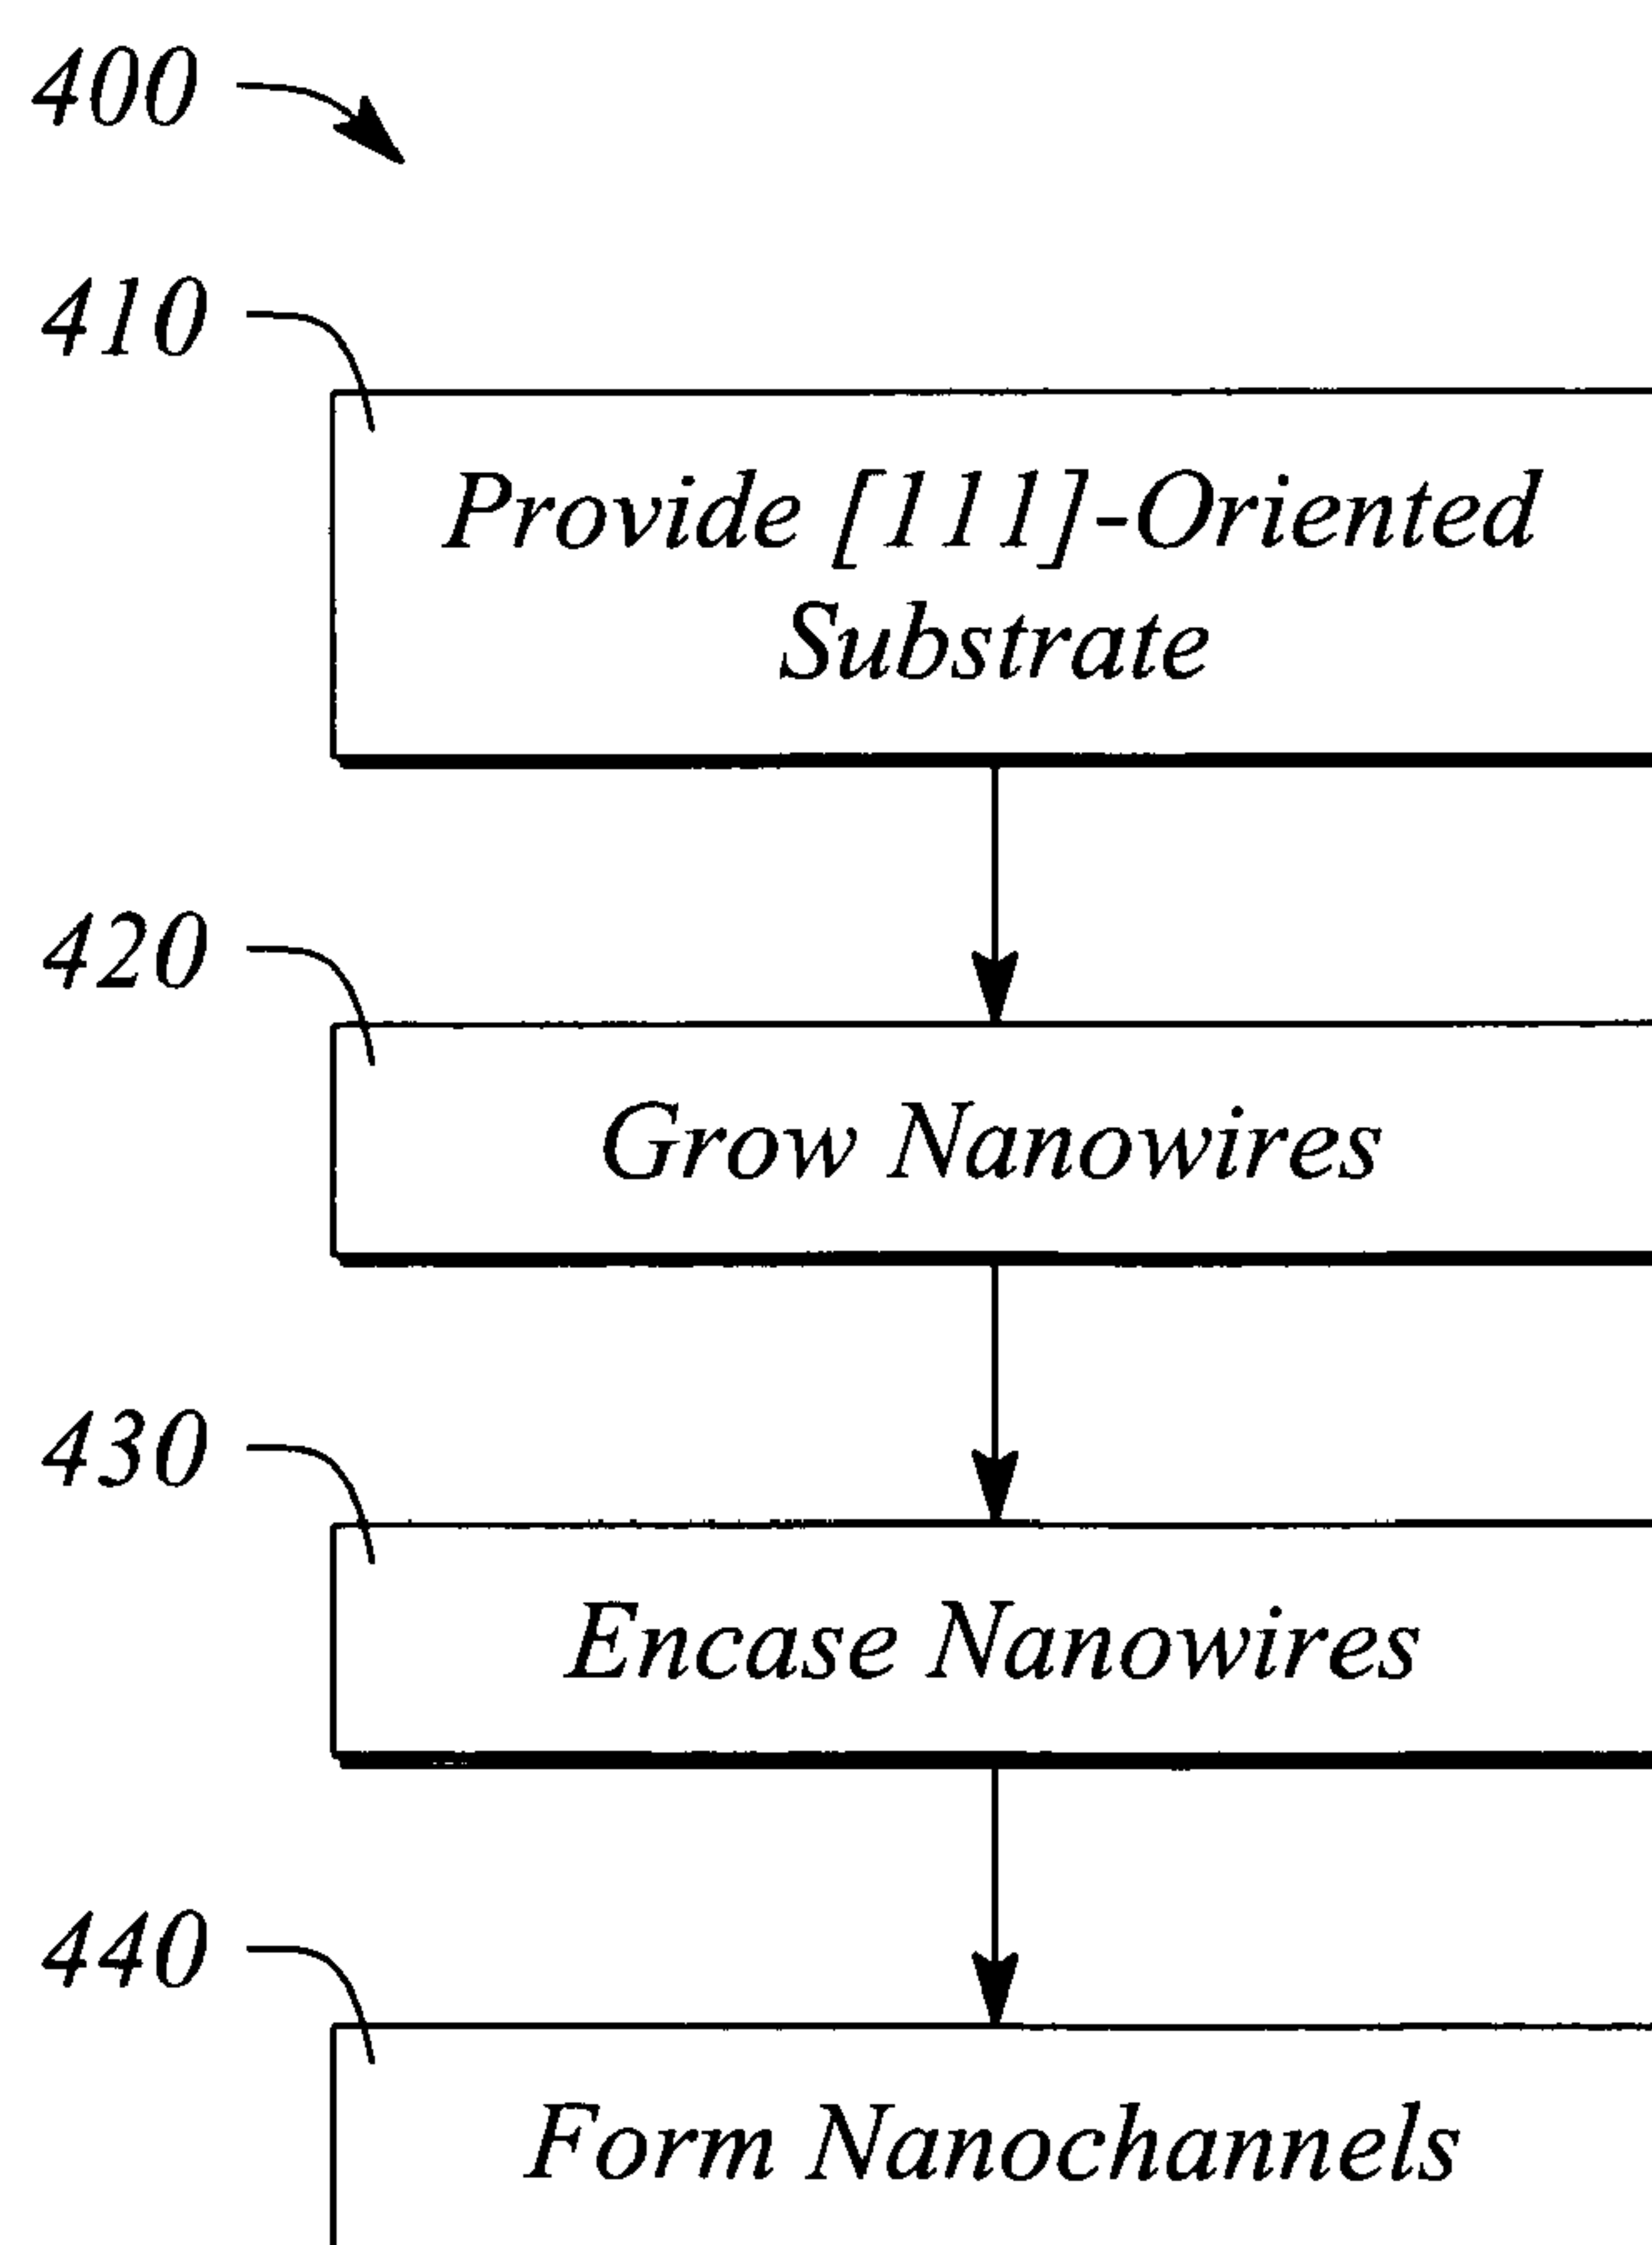 400
410
Provide [111]-Oriented
Substrate
420
Grow Nanowires
430
Encase Nanowires
440
Form Nanochannels